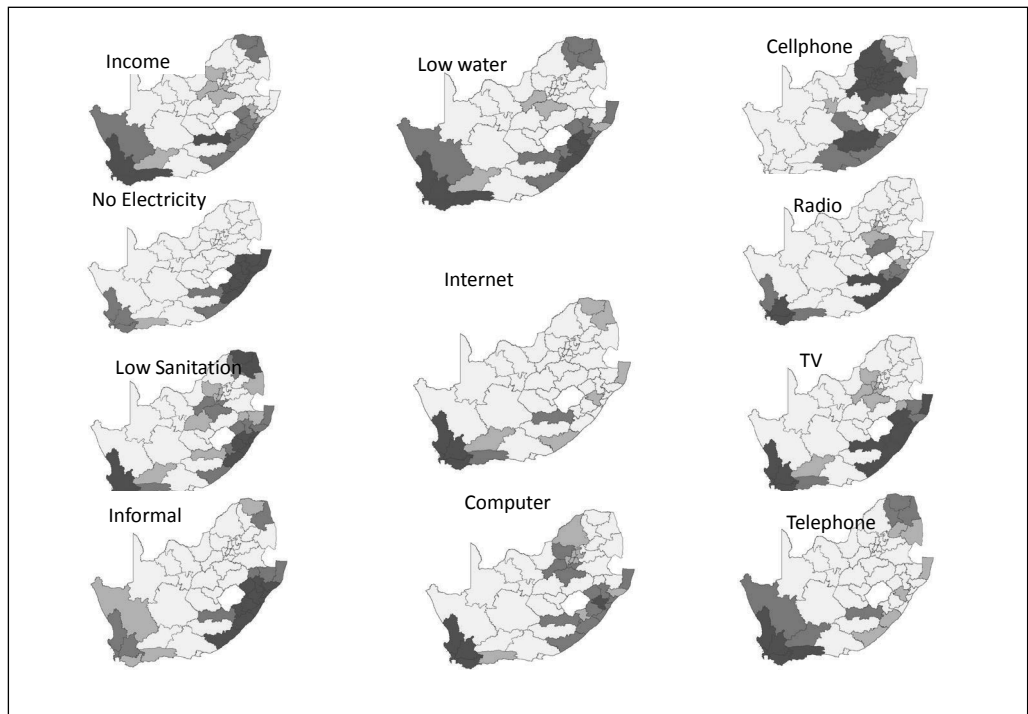 Income
Low water
Cellphone
No Electricity
Radio
Internet
Low Sanitation
TV
Informal
Computer
Telephone